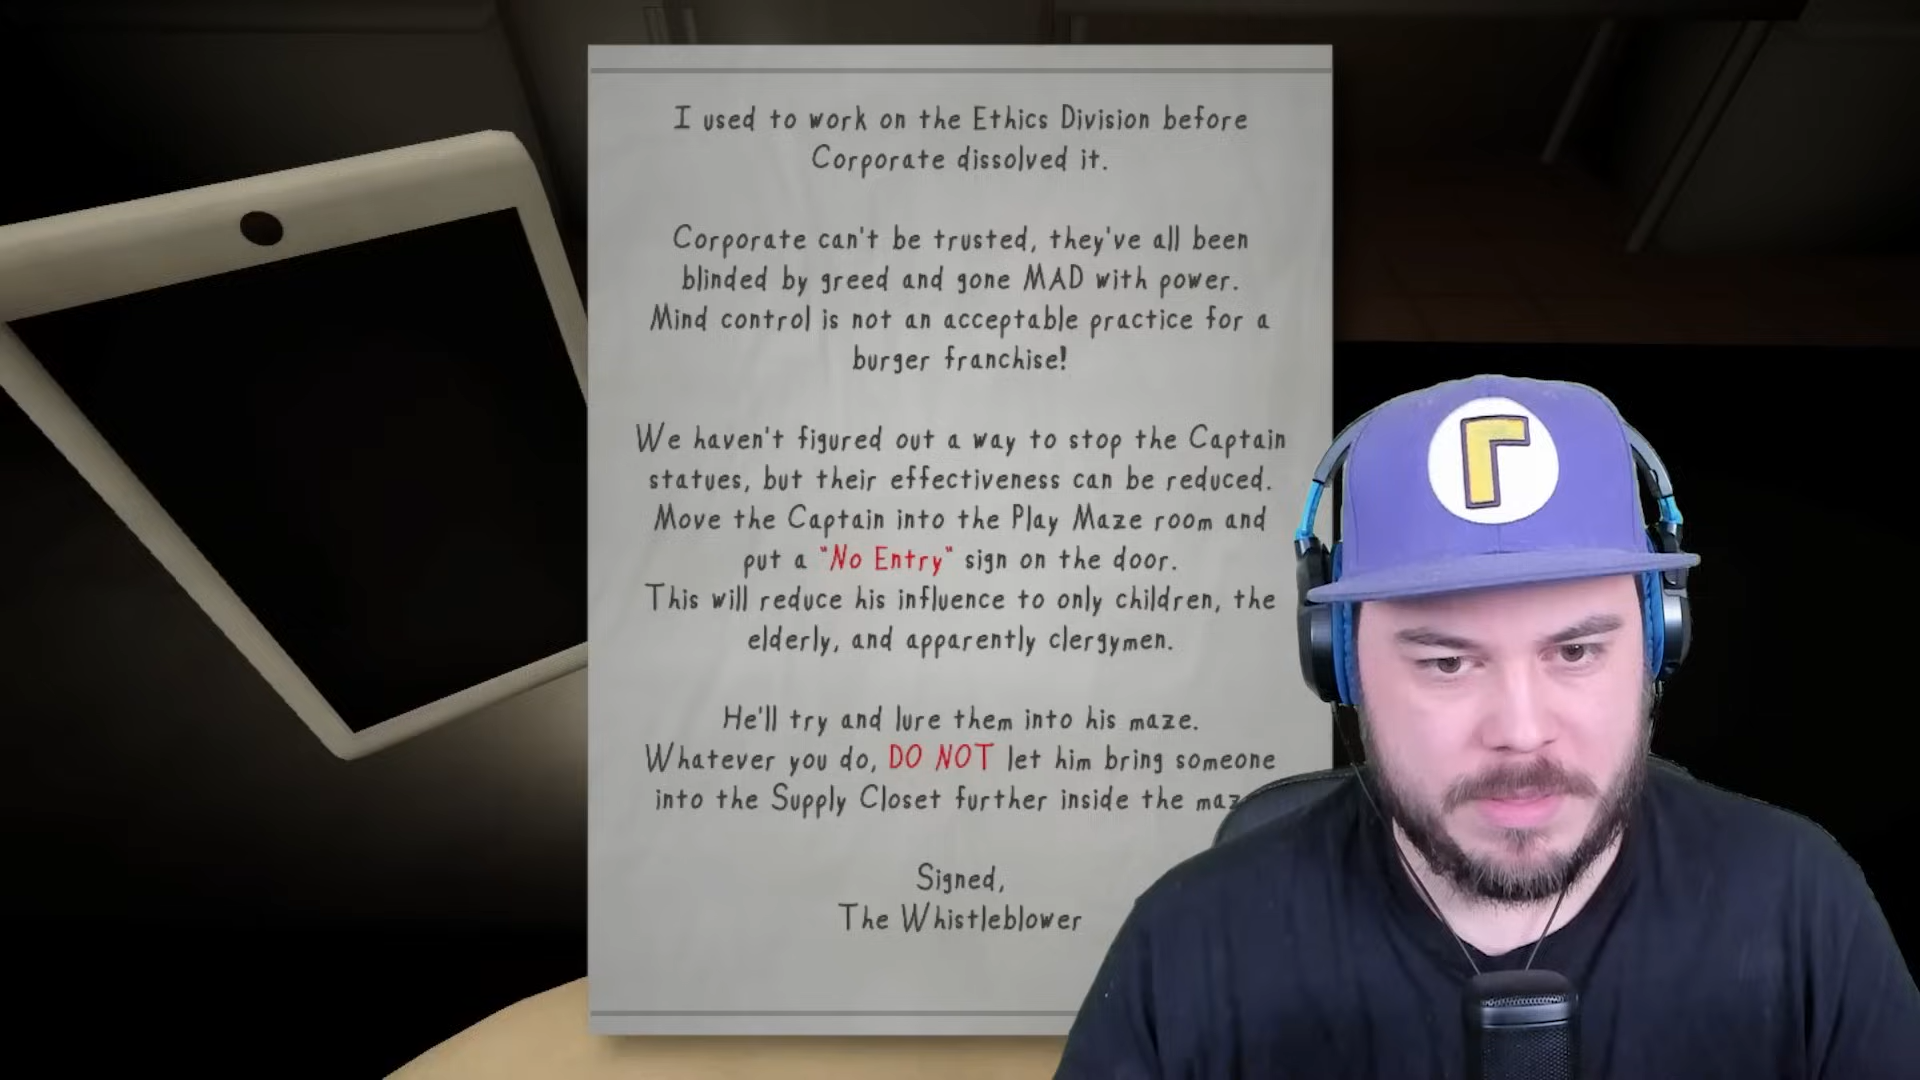 I used to work on the Ethics Division before
Corporate dissolved it.
Corporate can't be trusted, they've all been
blinded by greed and gone MAD with power.
Mind control is not an acceptable practice for a
burger franchise!
We haven't figured out a way to stop the Captain
statues, but their effectiveness can be reduced.
Move the Captain into the Play Maze room and
put a "No Entry" sign on the door.
This will reduce his influence to only children, the
elderly, and apparently clergymen.
He'll try and lure them into his maze.
Whatever you do, DO NOT let him bring someone
into the Supply Closet further inside the
Signed,
The Whistleblower